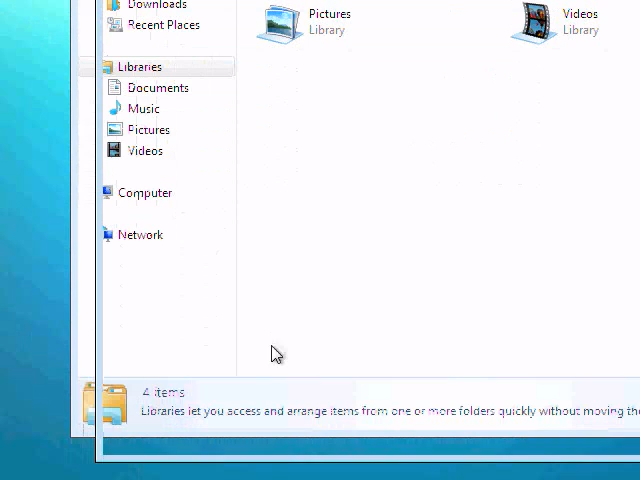 Downloads
Recent Places
Pictures
Library
Videos
Library
Libraries
Documents
Music
Pictures
Videos
Computer
Network
4 items
Libraries let you access and arrange items from one or more folders quickly without moving